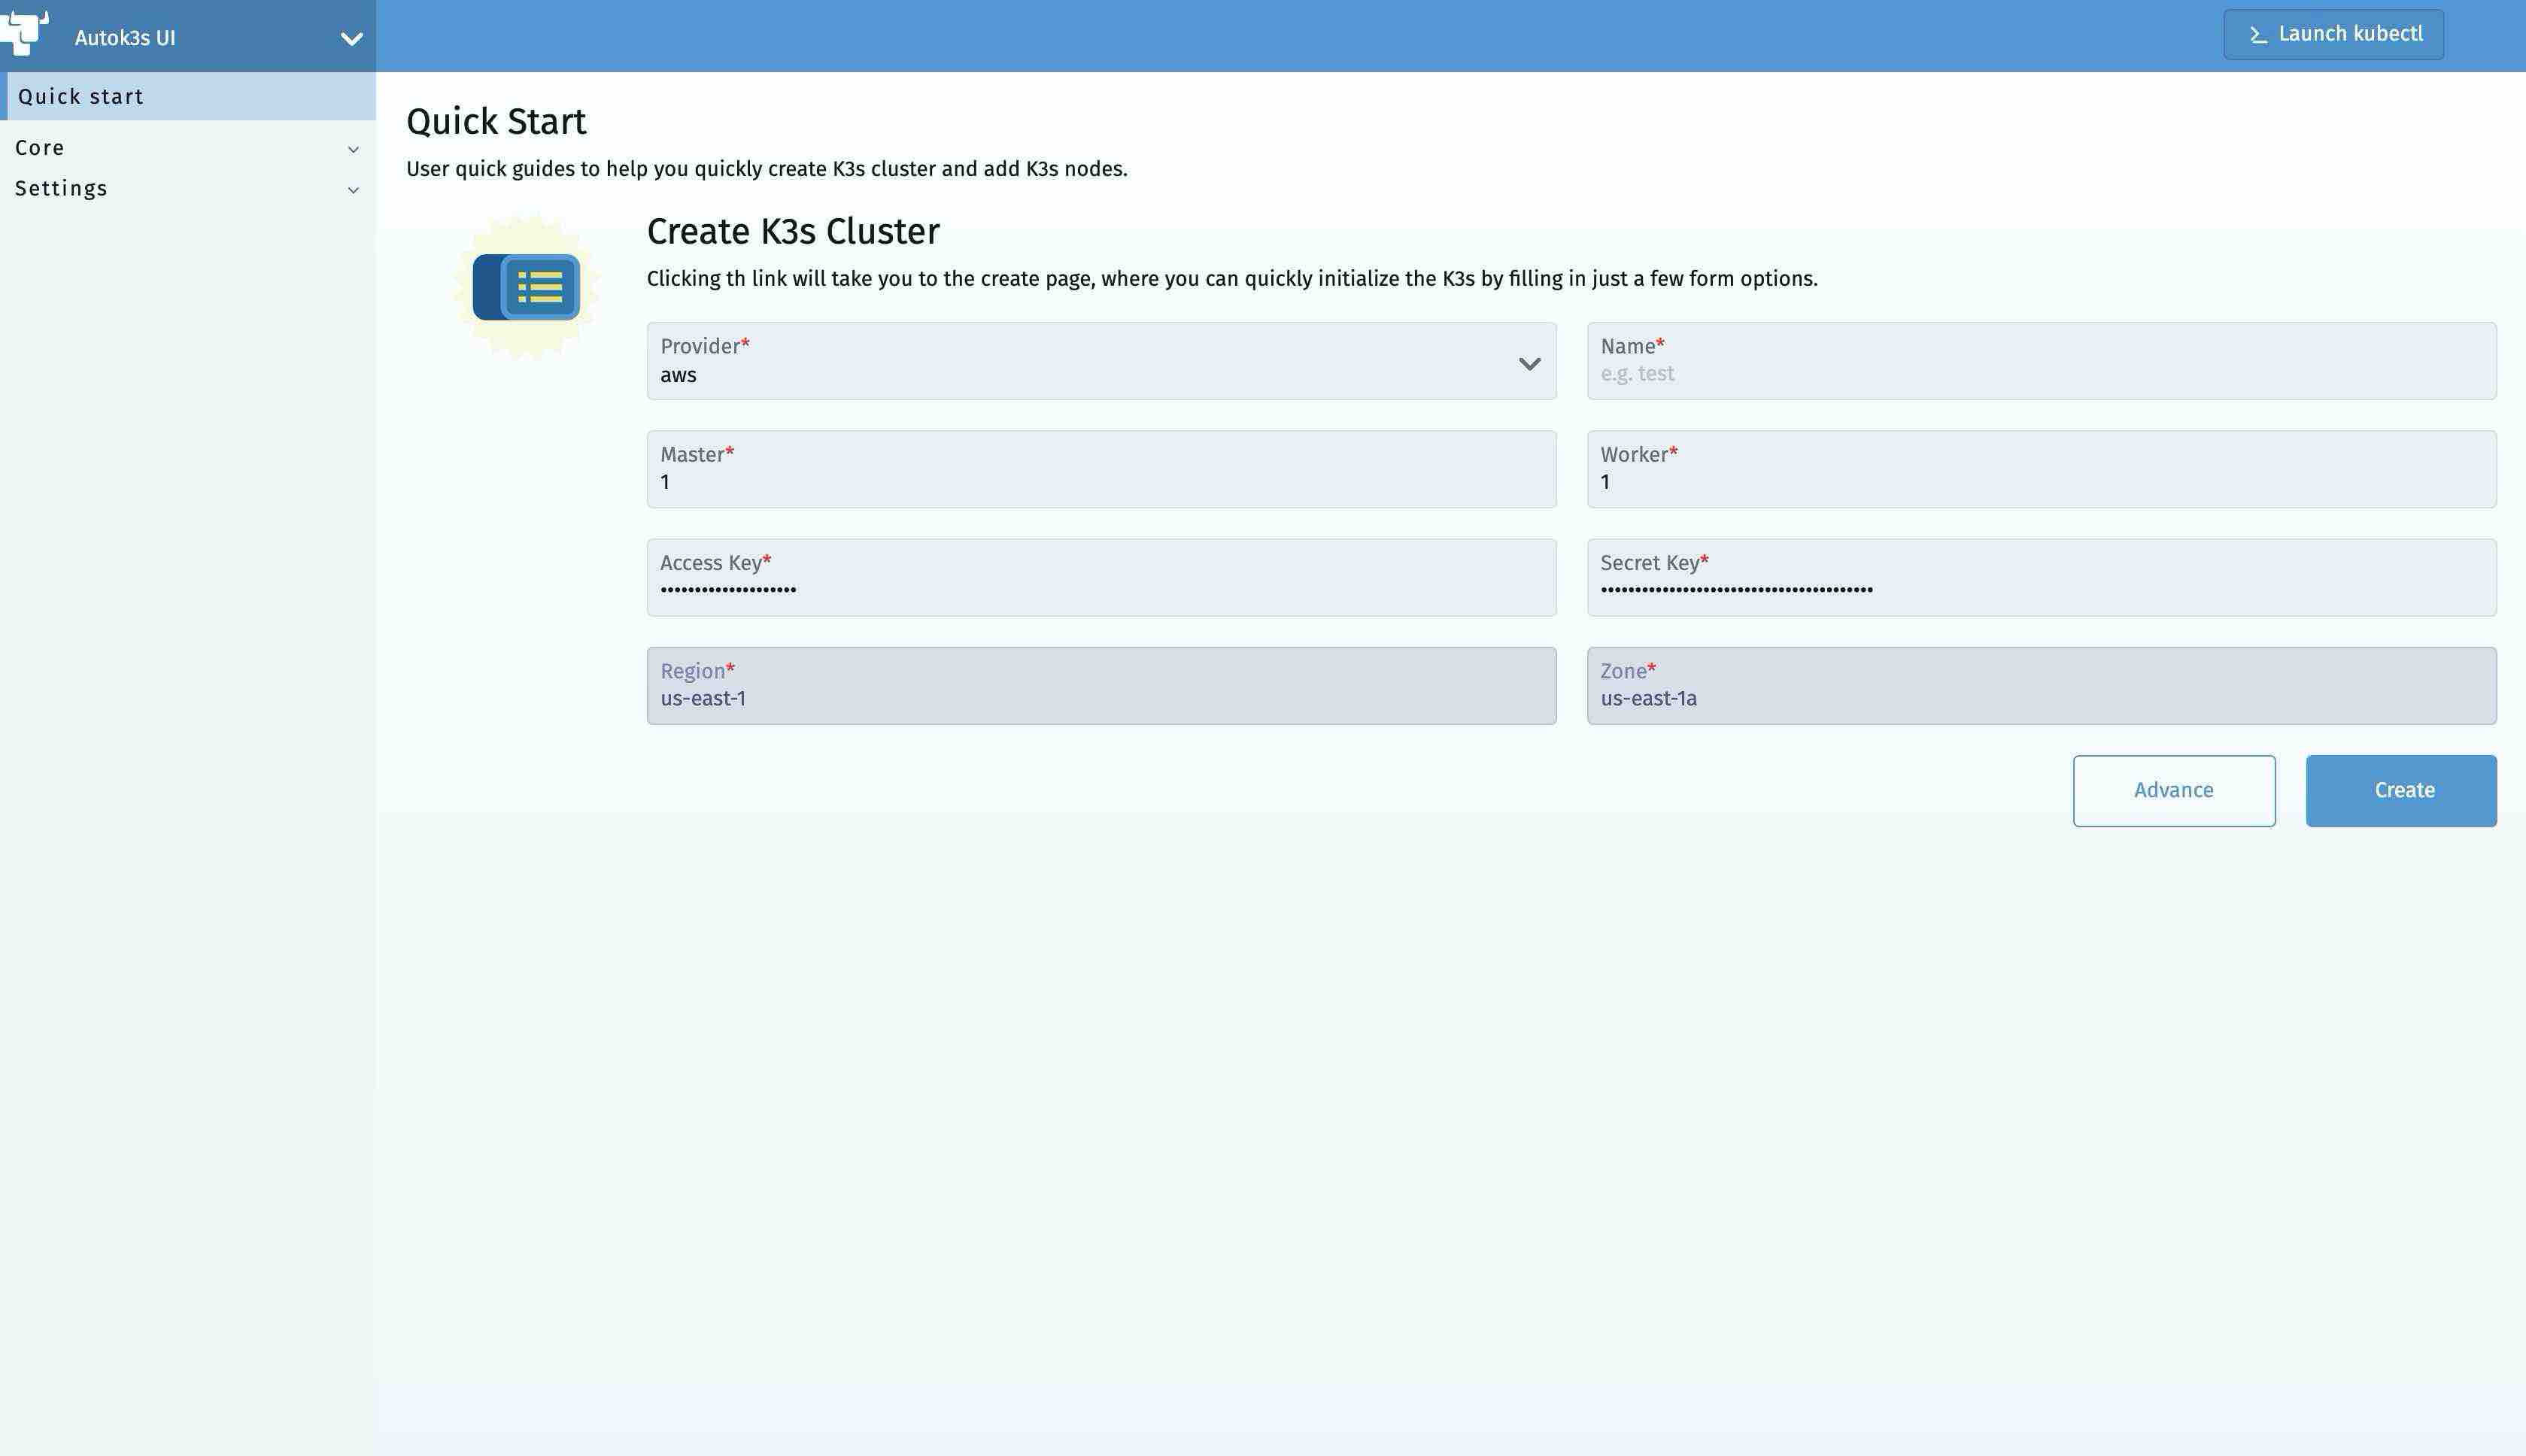 Autok3s UI
Launch kubectl
Quick start
Core
Settings
Quick Start
User quick guides to help you quickly create K3s cluster and add K3s nodes.
Create K3s Cluster
Clicking th link will take you to the create page, where you can quickly initialize the K3s by filling in just a few form options.
Provider*
aws
Name*
e.g. test
Master*
1
Worker*
1
Access Key*
••••••••••••••••••••
Secret Key*
••••••••••••••••••••••••••••••••••••••••
Region*
us-east-1
Zone*
us-east-1a
Advance
Create